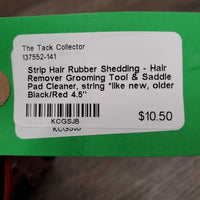 The Tack Collector
137552-141
Strip Hair Rubber Shedding - Hair
Remover Grooming Tool & Saddle
Pad Cleaner, string *like new, older
Black/Red 4.5"
$10.50
KCGSJ8
KCGSJ8